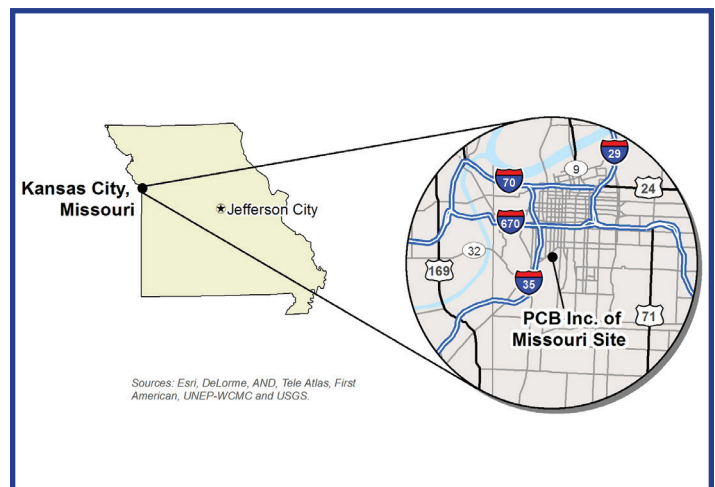 Kansas City,
Missouri
Jefferson City
29
9
70
24
670
32
169
35
PCB Inc. of
Missouri Site
71
Sources: Esri, DeLorme, AND, Tele Atlas, First
American, UNEP-WCMC and USGS.